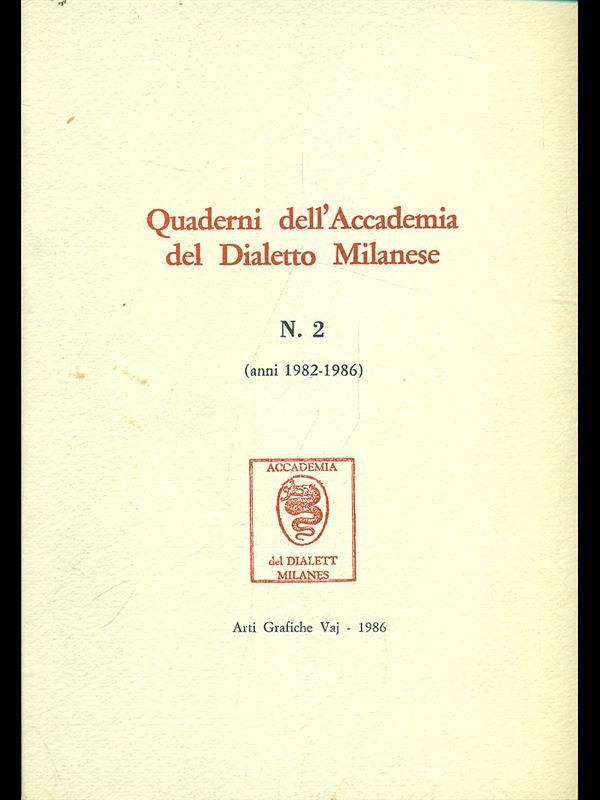 Quaderni dell'Accademia
del Dialetto Milanese
N. 2
(anni 1982-1986)
ACCADEMIA
del DIALETT
MILANES
Arti Grafiche Vaj - 1986